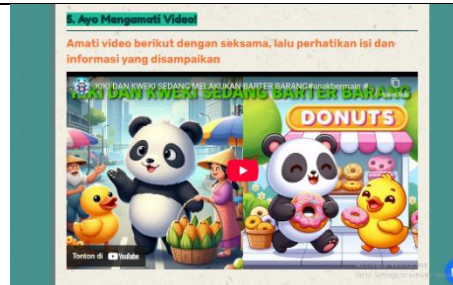 5. Ayo Mengamati Video!
Amati video berikut dengan seksama, lalu perhatikan isi dan
informasi yang disampaikan
KIKI DAN KWEKI SEDANG MELAKUKAN BARTER BARANG#anakbermain #
KIKI DAN KWEKI SEDANG BARTER BARANG
DONUTS
Tonton di YouTube